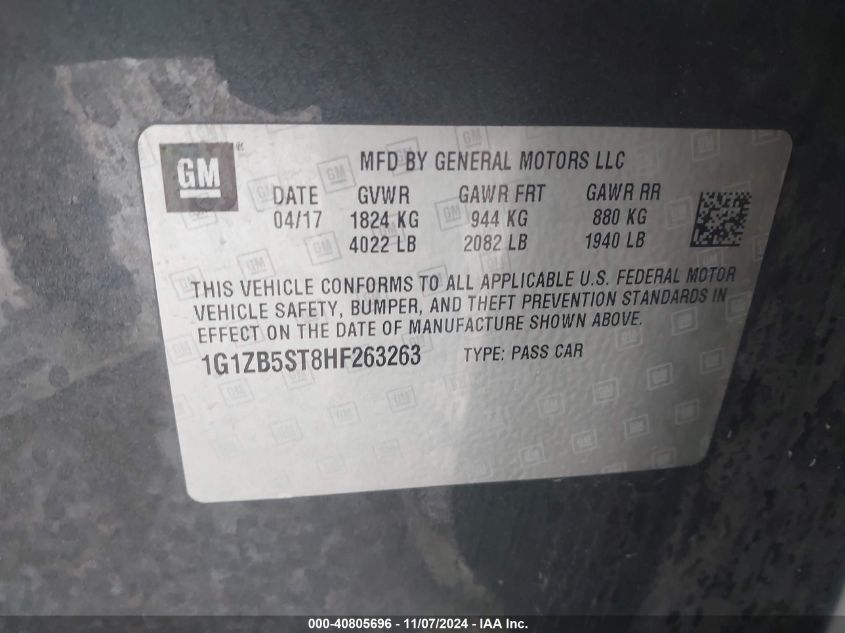 GM ®
MFD BY GENERAL MOTORS LLC
DATE GVWR GAWR FRT GAWR RR
04/17 1824 KG 944 KG 880 KG
4022 LB 2082 LB 1940 LB
THIS VEHICLE CONFORMS TO ALL APPLICABLE U.S. FEDERAL MOTOR
VEHICLE SAFETY, BUMPER, AND THEFT PREVENTION STANDARDS IN
EFFECT ON THE DATE OF MANUFACTURE SHOWN ABOVE.
1G1ZB5ST8HF263263 TYPE: PASS CAR
000-40805696 - 11/07/2024 - IAA Inc.